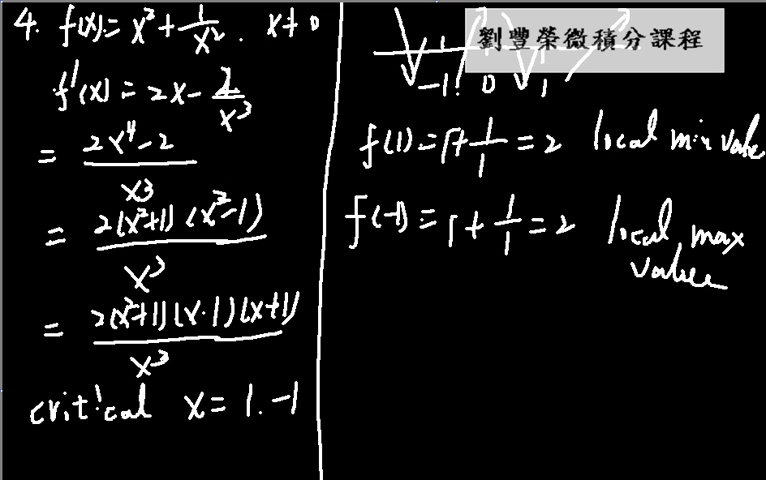 4. f(x) = x² + 1/x². x ≠ 0
f'(x) = 2x - 2/x³
= (2x⁴ - 2)/x³
= 2(x²+1)(x²-1)/x³
= 2(x²+1)(x-1)(x+1)/x³
critical x = 1. -1
劉豐榮微積分課程
-1 0 1
f(1) = 1 + 1/1 = 2 local min value
f(-1) = 1 + 1/1 = 2 local max
value